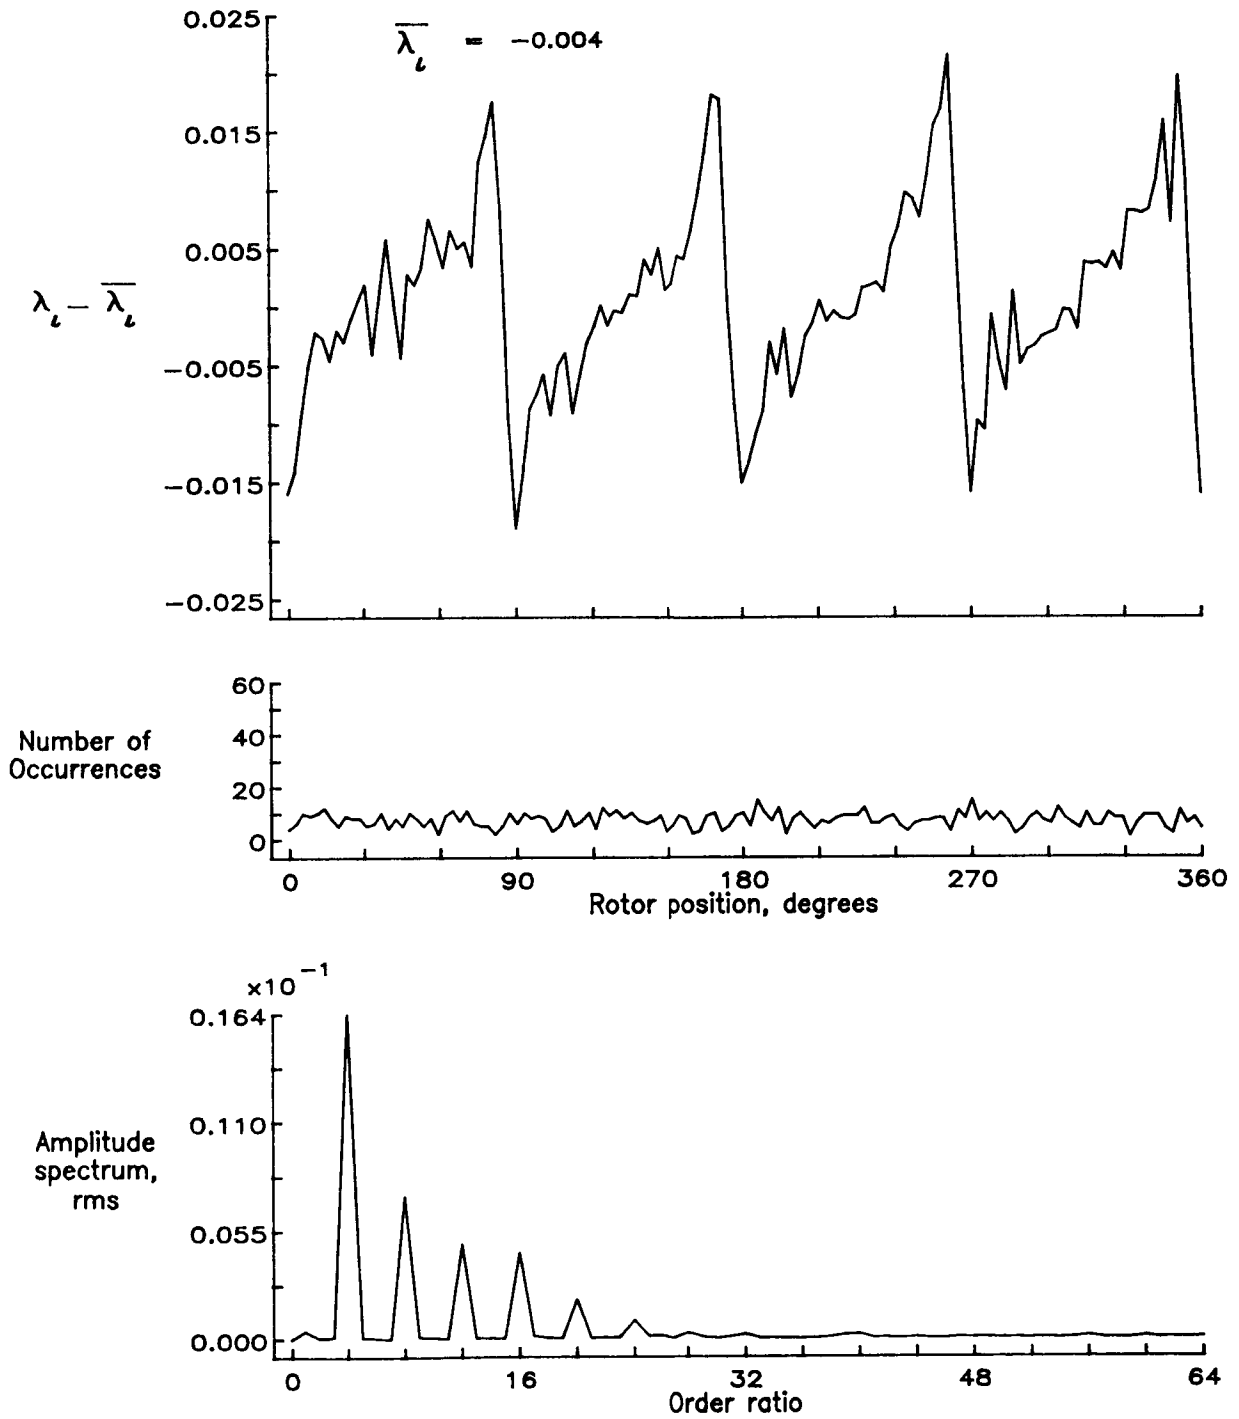 0.025
λ̅ι = -0.004
0.015
0.005
λι - λ̅ι
-0.005
-0.015
-0.025
60
Number of
40
Occurrences
20
0
0 90 180 270 360
Rotor position, degrees
×10⁻¹
0.164
0.110
Amplitude
spectrum,
rms
0.055
0.000
0 16 32 48 64
Order ratio